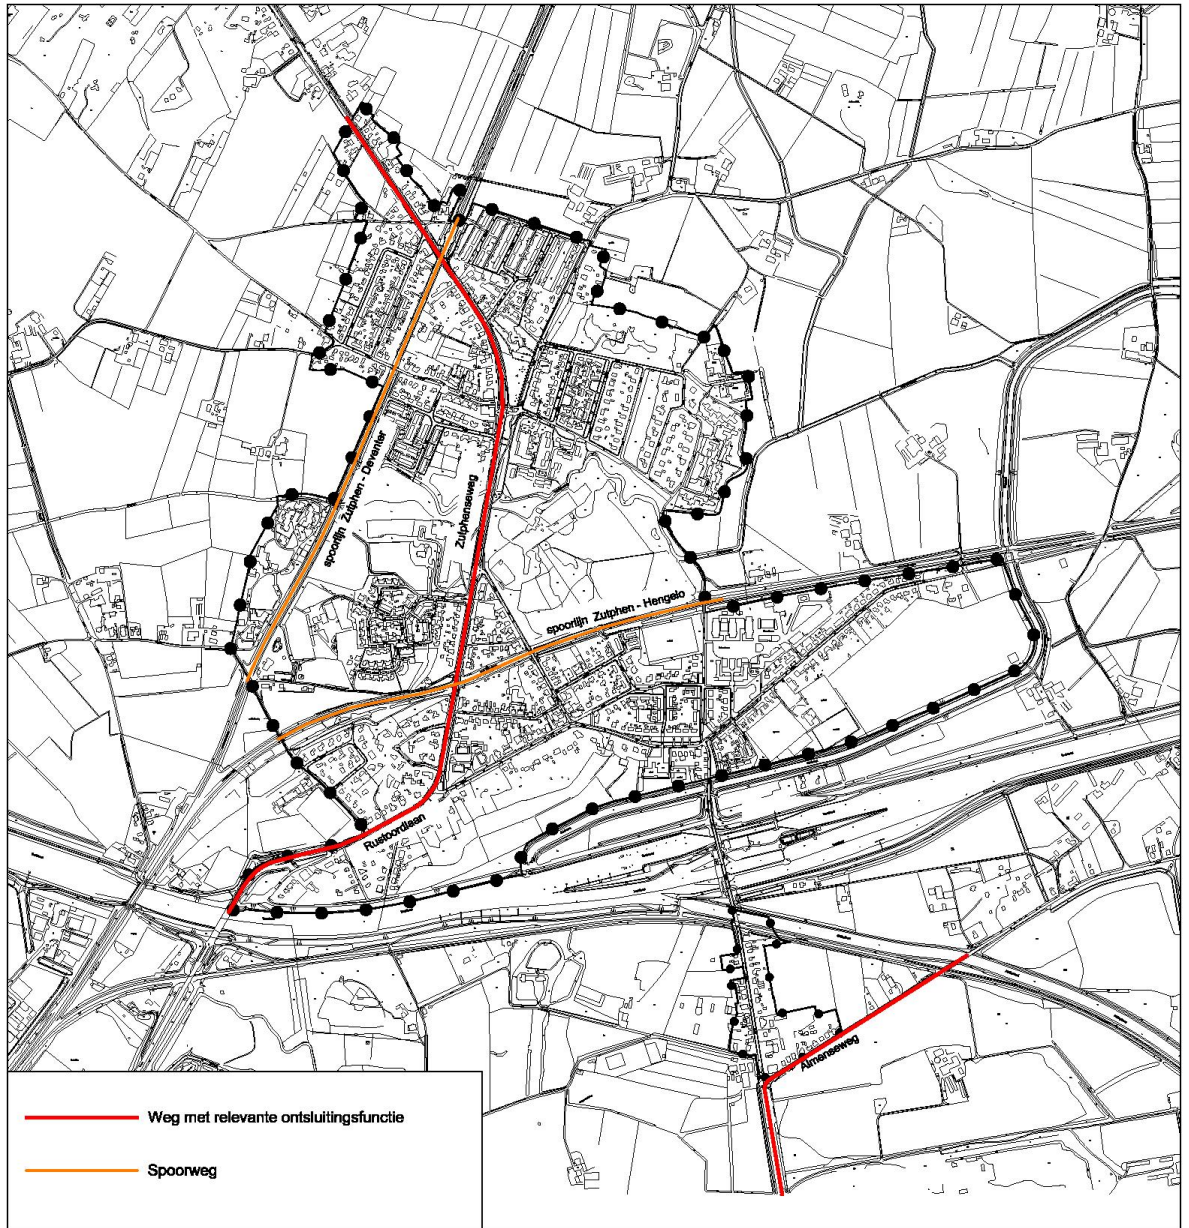 spoorlijn Zutphen - Deventer
Zutphenseweg
spoorlijn Zutphen - Hengelo
Rustoordlaan
Almenseweg
Weg met relevante ontsluitingsfunctie
Spoorweg